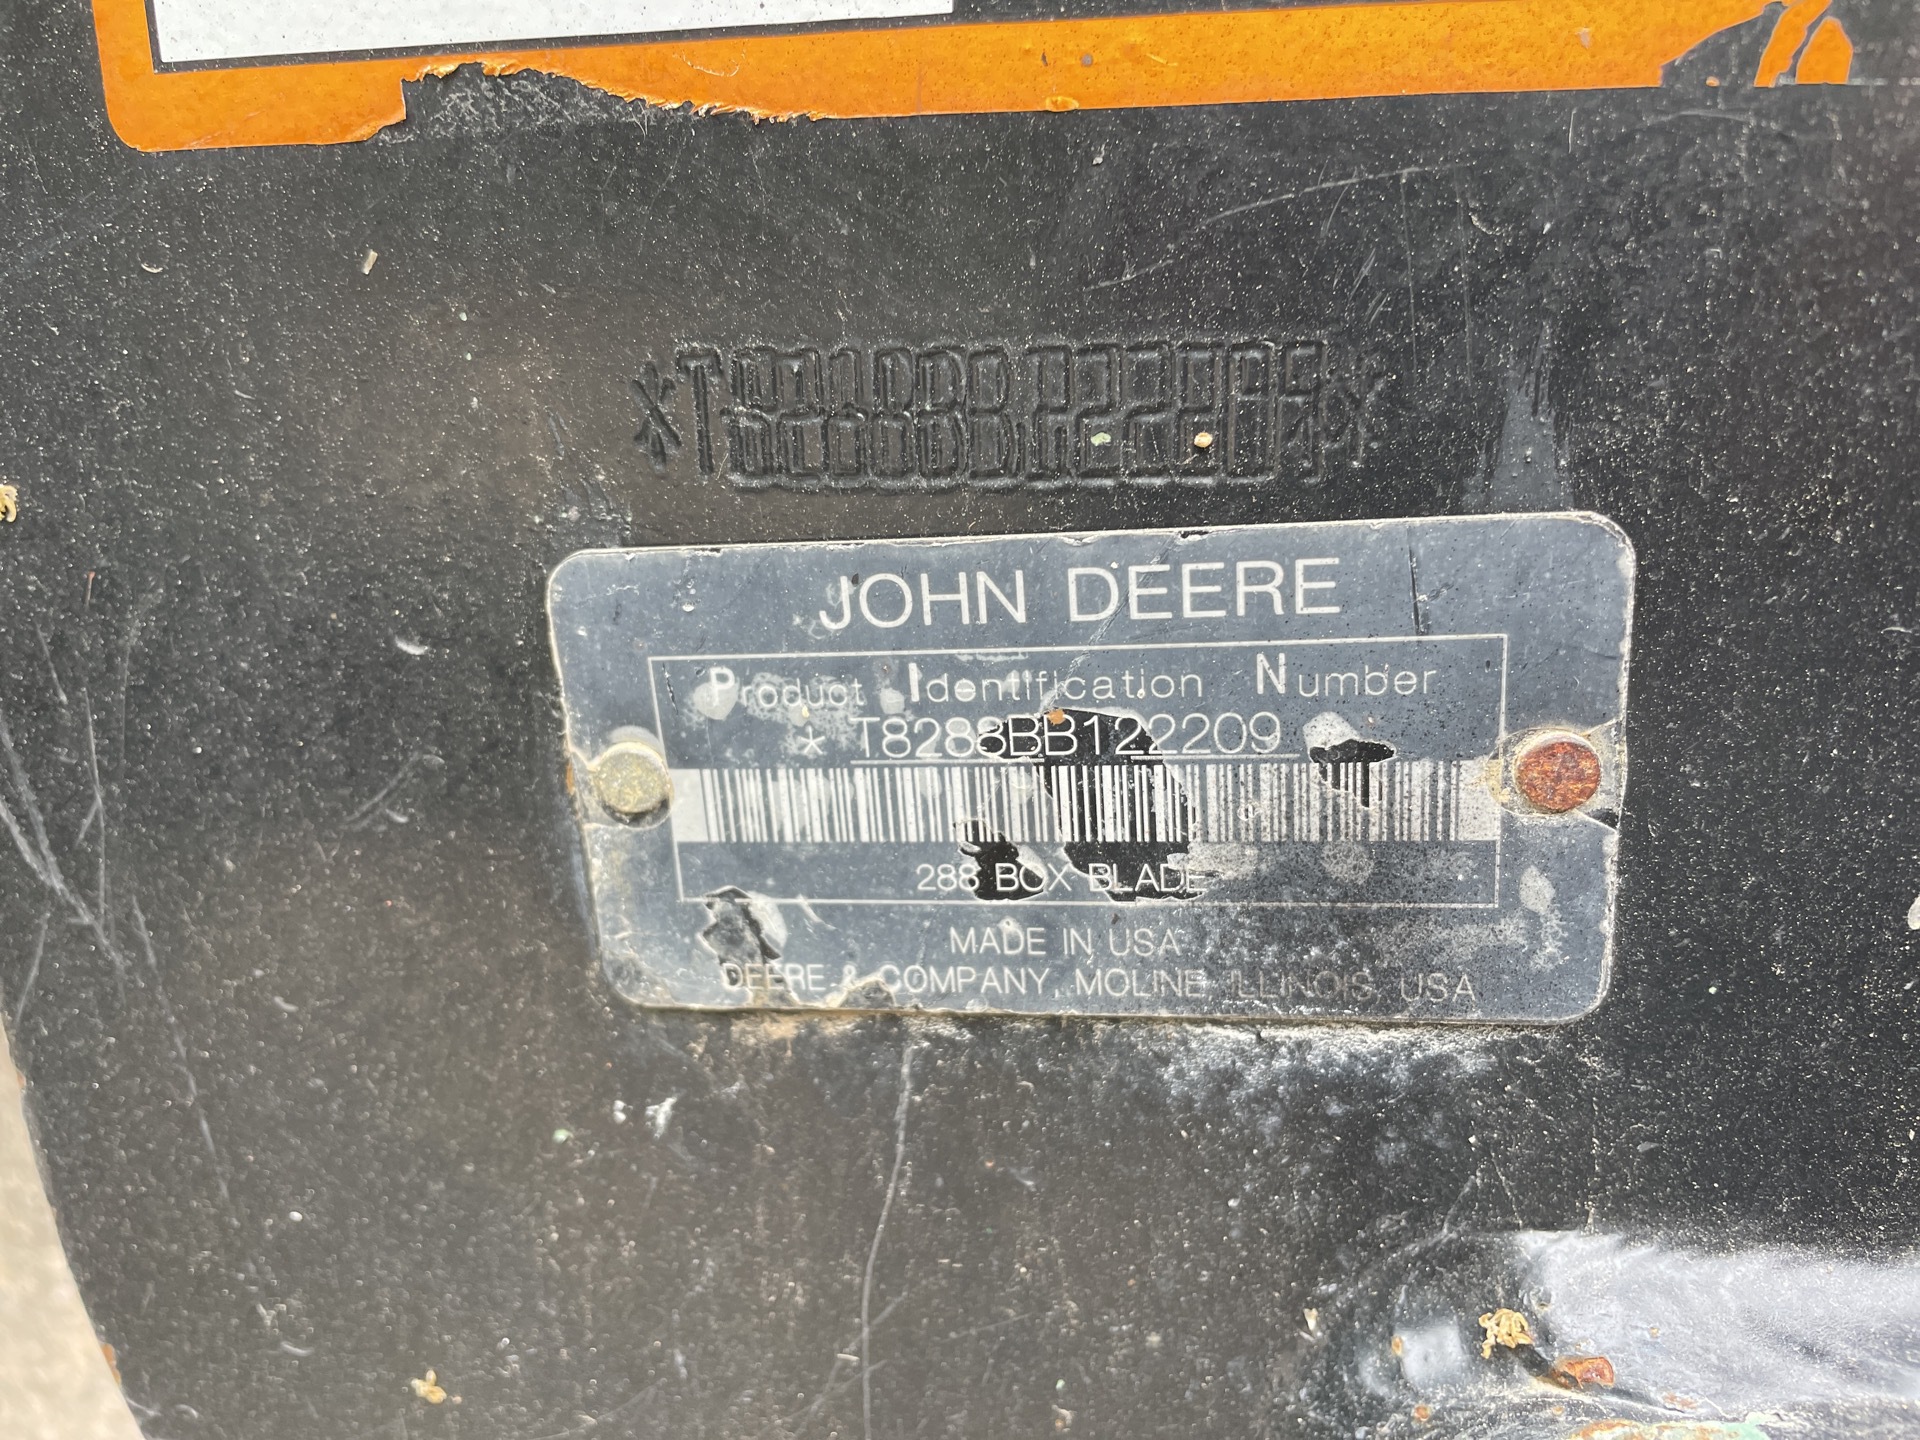 JOHN DEERE
Product Identification Number
* T8288BB122209
288 BOX BLADE
MADE IN USA
DEERE & COMPANY, MOLINE ILLINOIS USA